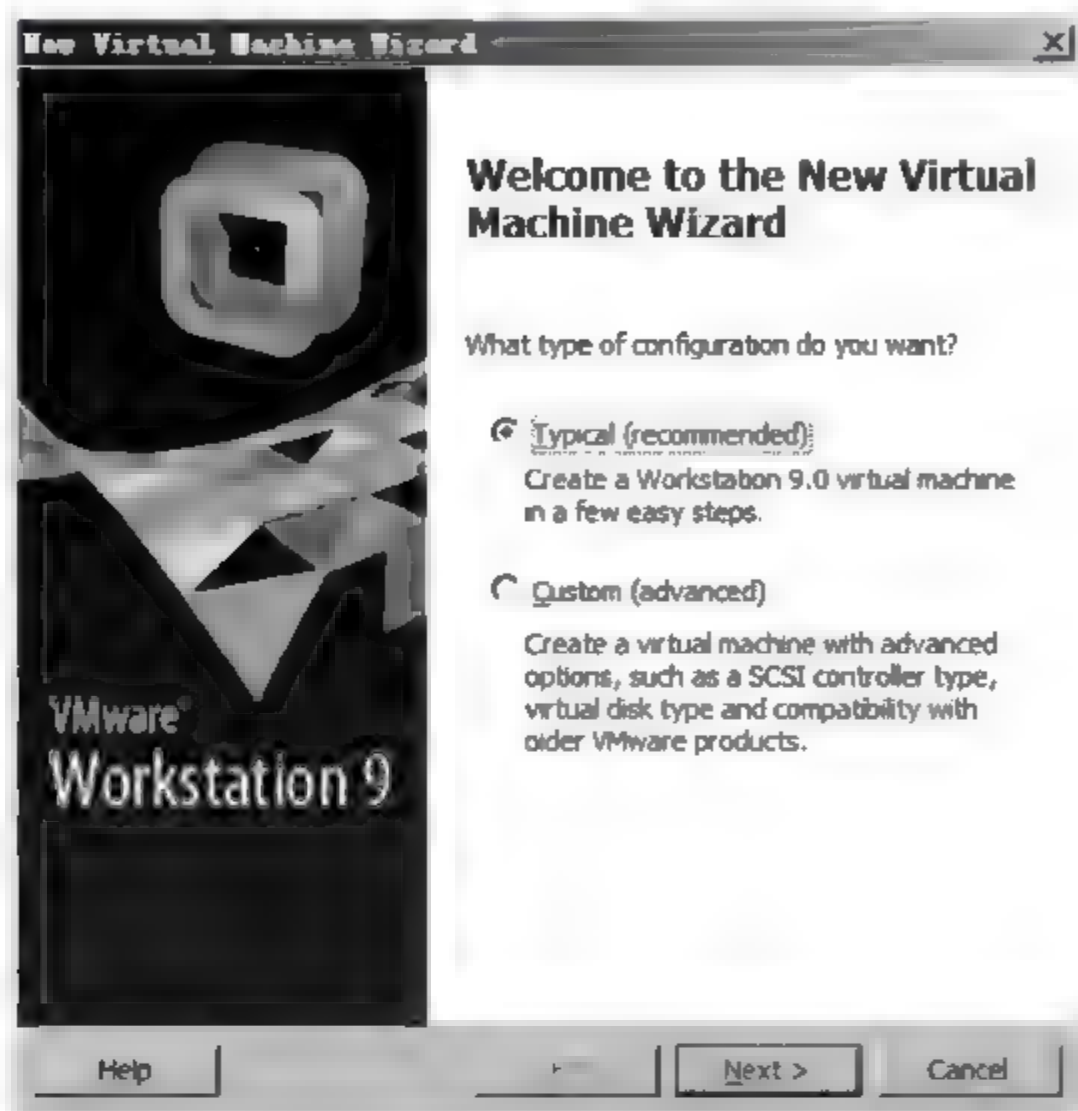 New Virtual Machine Wizard
Welcome to the New Virtual
Machine Wizard
What type of configuration do you want?
Typical (recommended)
Create a Workstation 9.0 virtual machine
in a few easy steps.
Custom (advanced)
Create a virtual machine with advanced
options, such as a SCSI controller type,
virtual disk type and compatibility with
older VMware products.
VMware
Workstation 9
Help
Next >
Cancel